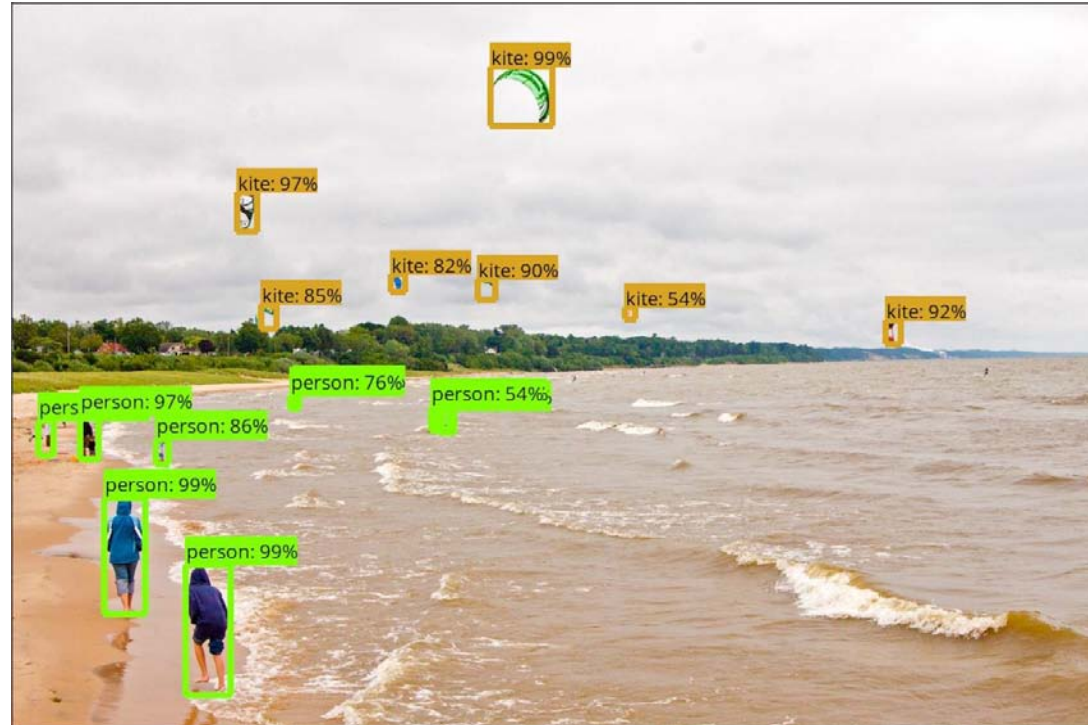 kite: 99%
kite: 97%
kite: 82%
kite: 90%
kite: 85%
kite: 54%
kite: 92%
person: 76%
person: 54%
pers
person: 97%
person: 86%
person: 99%
person: 99%